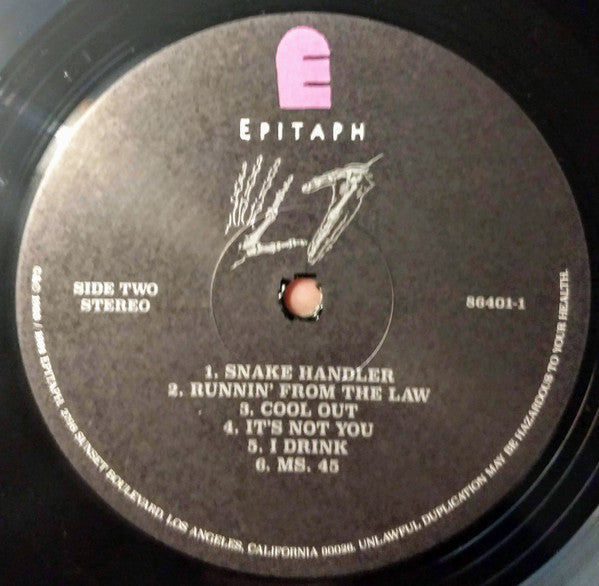 E
EPITAPH
SIDE TWO
STEREO
86401-1
1. SNAKE HANDLER
2. RUNNIN' FROM THE LAW
3. COOL OUT
4. IT'S NOT YOU
5. I DRINK
6. MS. 45
EPITAPH, 2798 SUNSET BOULEVARD, LOS ANGELES, CALIFORNIA 90026. UNLAWFUL DUPLICATION MAY BE HAZARDOUS TO YOUR HEALTH.